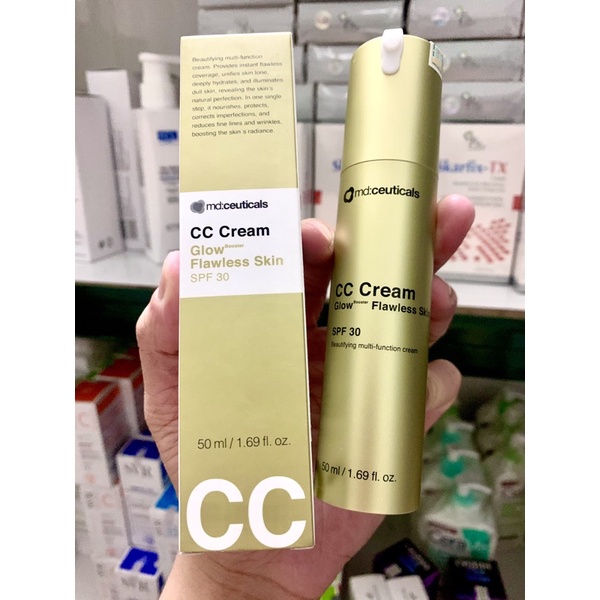 Beautifying multi-function
cream. Provides instant flawless
coverage, unifies skin tone,
deeply hydrates, and illuminates
dull skin, revealing the skin's
natural perfection. In one single
step, it nourishes, protects,
corrects imperfections, and
reduces fine lines and wrinkles,
boosting the skin's radiance.
md:ceuticals
CC Cream
Glow Booster
Flawless Skin
SPF 30
50 ml / 1.69 fl. oz.
CC
md:ceuticals
CC Cream
Glow Booster Flawless Skin
SPF 30
Beautifying multi-function cream
50 ml / 1.69 fl. oz.
Skarfix-TX
SVR